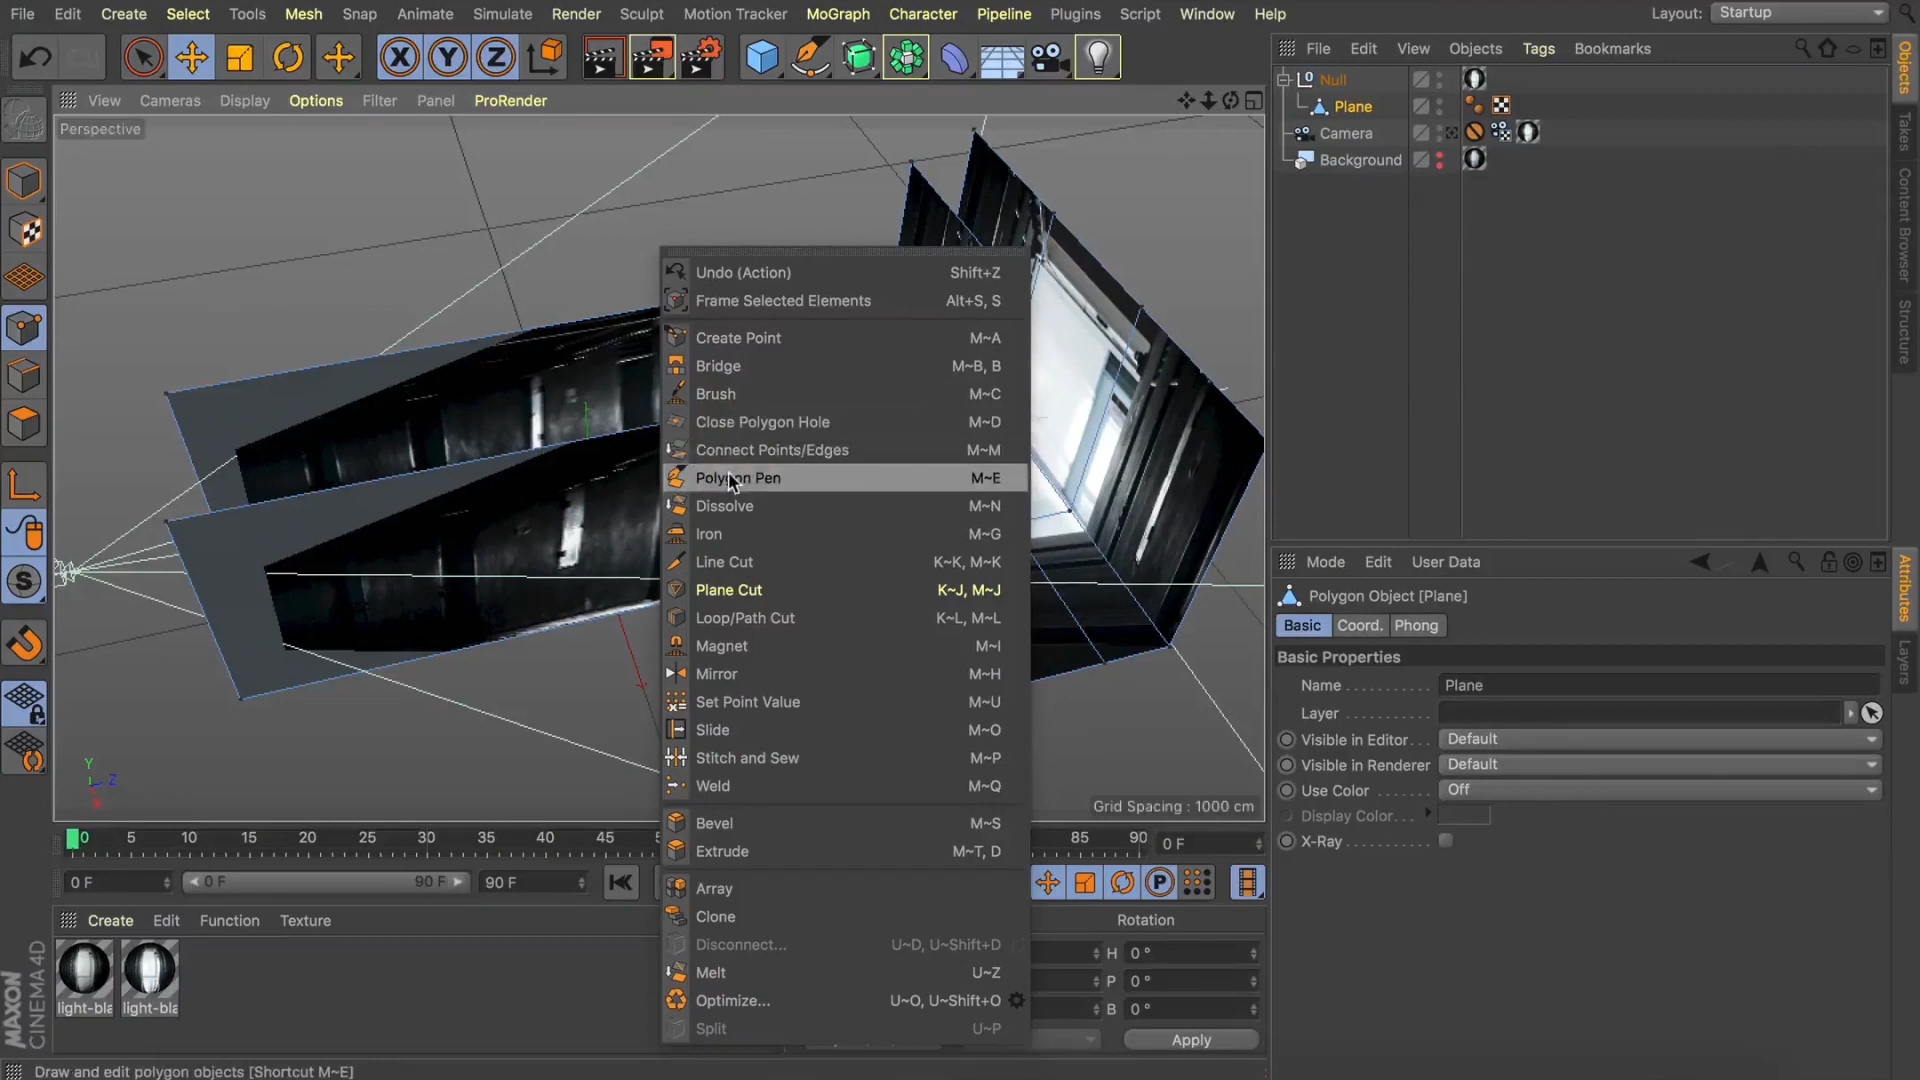 File Edit Create Select Tools Mesh Snap Animate Simulate Render Sculpt Motion Tracker MoGraph Character Pipeline Plugins Script Window Help Layout: Startup
X Y Z
File Edit View Objects Tags Bookmarks
Null
Plane
Camera
Background
View Cameras Display Options Filter Panel ProRender
Perspective
Undo (Action) Shift+Z
Frame Selected Elements Alt+S, S
Create Point M~A
Bridge M~B, B
Brush M~C
Close Polygon Hole M~D
Connect Points/Edges M~M
Polygon Pen M~E
Dissolve M~N
Iron M~G
Line Cut K~K, M~K
Plane Cut K~J, M~J
Loop/Path Cut K~L, M~L
Magnet M~I
Mirror M~H
Set Point Value M~U
Slide M~O
Stitch and Sew M~P
Weld M~Q
Bevel M~S
Extrude M~T, D
Array
Clone
Disconnect... U~D, U~Shift+D
Melt U~Z
Optimize... U~O, U~Shift+O
Split U~P
Y
Z
X
Grid Spacing : 1000 cm
0 5 10 15 20 25 30 35 40 45 85 90 0 F
0 F 0 F 90 F 90 F
P
Create Edit Function Texture
light-bla light-bla
Rotation
H 0 °
P 0 °
B 0 °
Apply
Mode Edit User Data
Polygon Object [Plane]
Basic Coord. Phong
Basic Properties
Name Plane
Layer
Visible in Editor Default
Visible in Renderer Default
Use Color Off
Display Color
X-Ray
Objects
Takes
Content Browser
Structure
Attributes
Layers
S
MAXON
CINEMA 4D
Draw and edit polygon objects [Shortcut M~E]